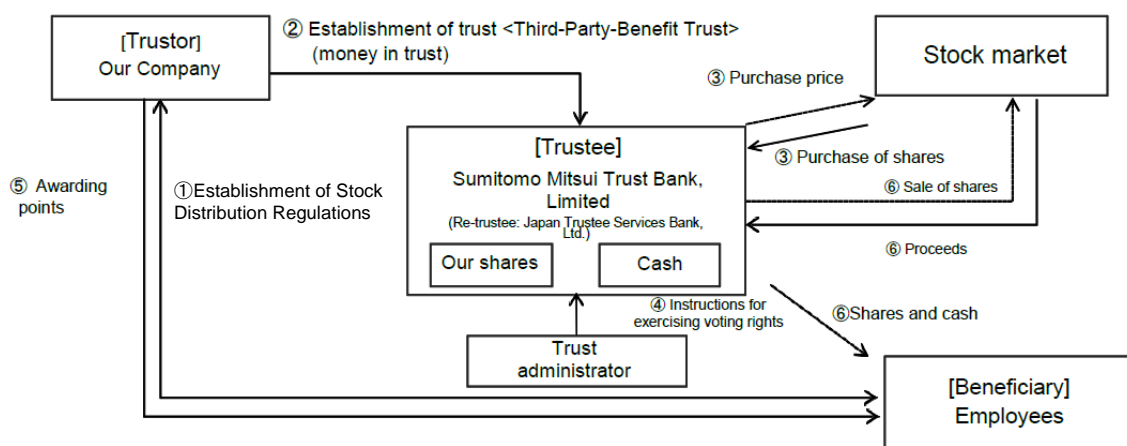 [Trustor]
Our Company
② Establishment of trust <Third-Party-Benefit Trust>
(money in trust)
Stock market
③ Purchase price
③ Purchase of shares
[Trustee]
Sumitomo Mitsui Trust Bank,
Limited
(Re-trustee: Japan Trustee Services Bank,
Ltd.)
Our shares
Cash
⑤ Awarding
points
①Establishment of Stock
Distribution Regulations
⑥ Sale of shares
⑥ Proceeds
④ Instructions for
exercising voting rights
⑥Shares and cash
Trust
administrator
[Beneficiary]
Employees